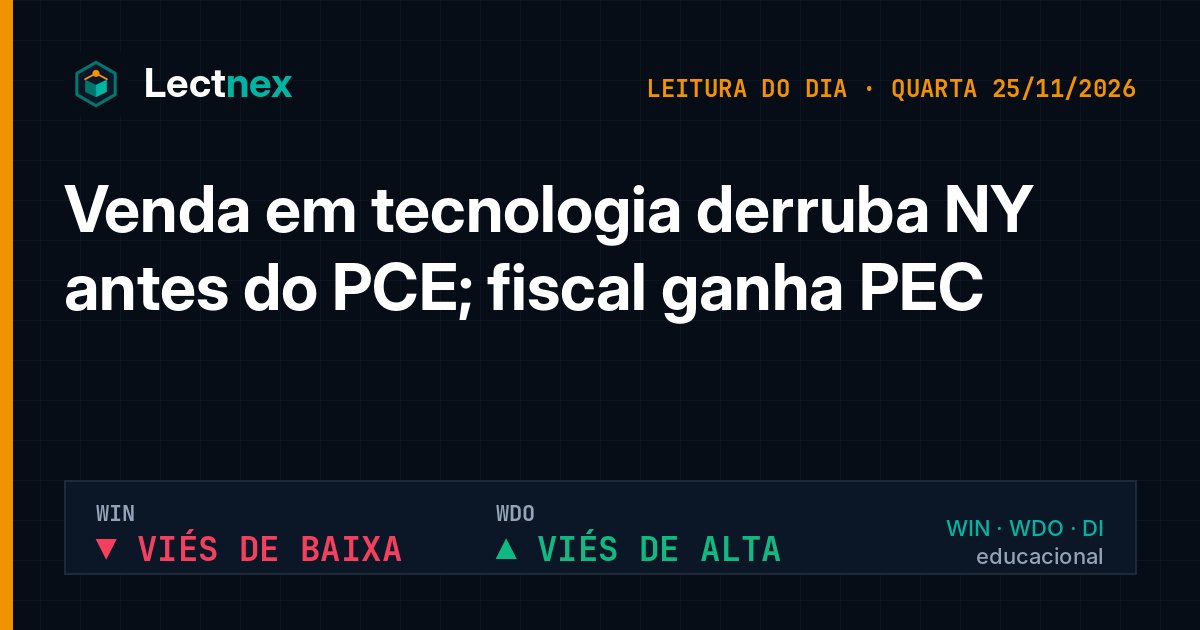 Lectnex
LEITURA DO DIA · QUARTA 25/11/2026
Venda em tecnologia derruba NY
antes do PCE; fiscal ganha PEC
WIN
▼ VIÉS DE BAIXA
WDO
▲ VIÉS DE ALTA
WIN · WDO · DI
educacional